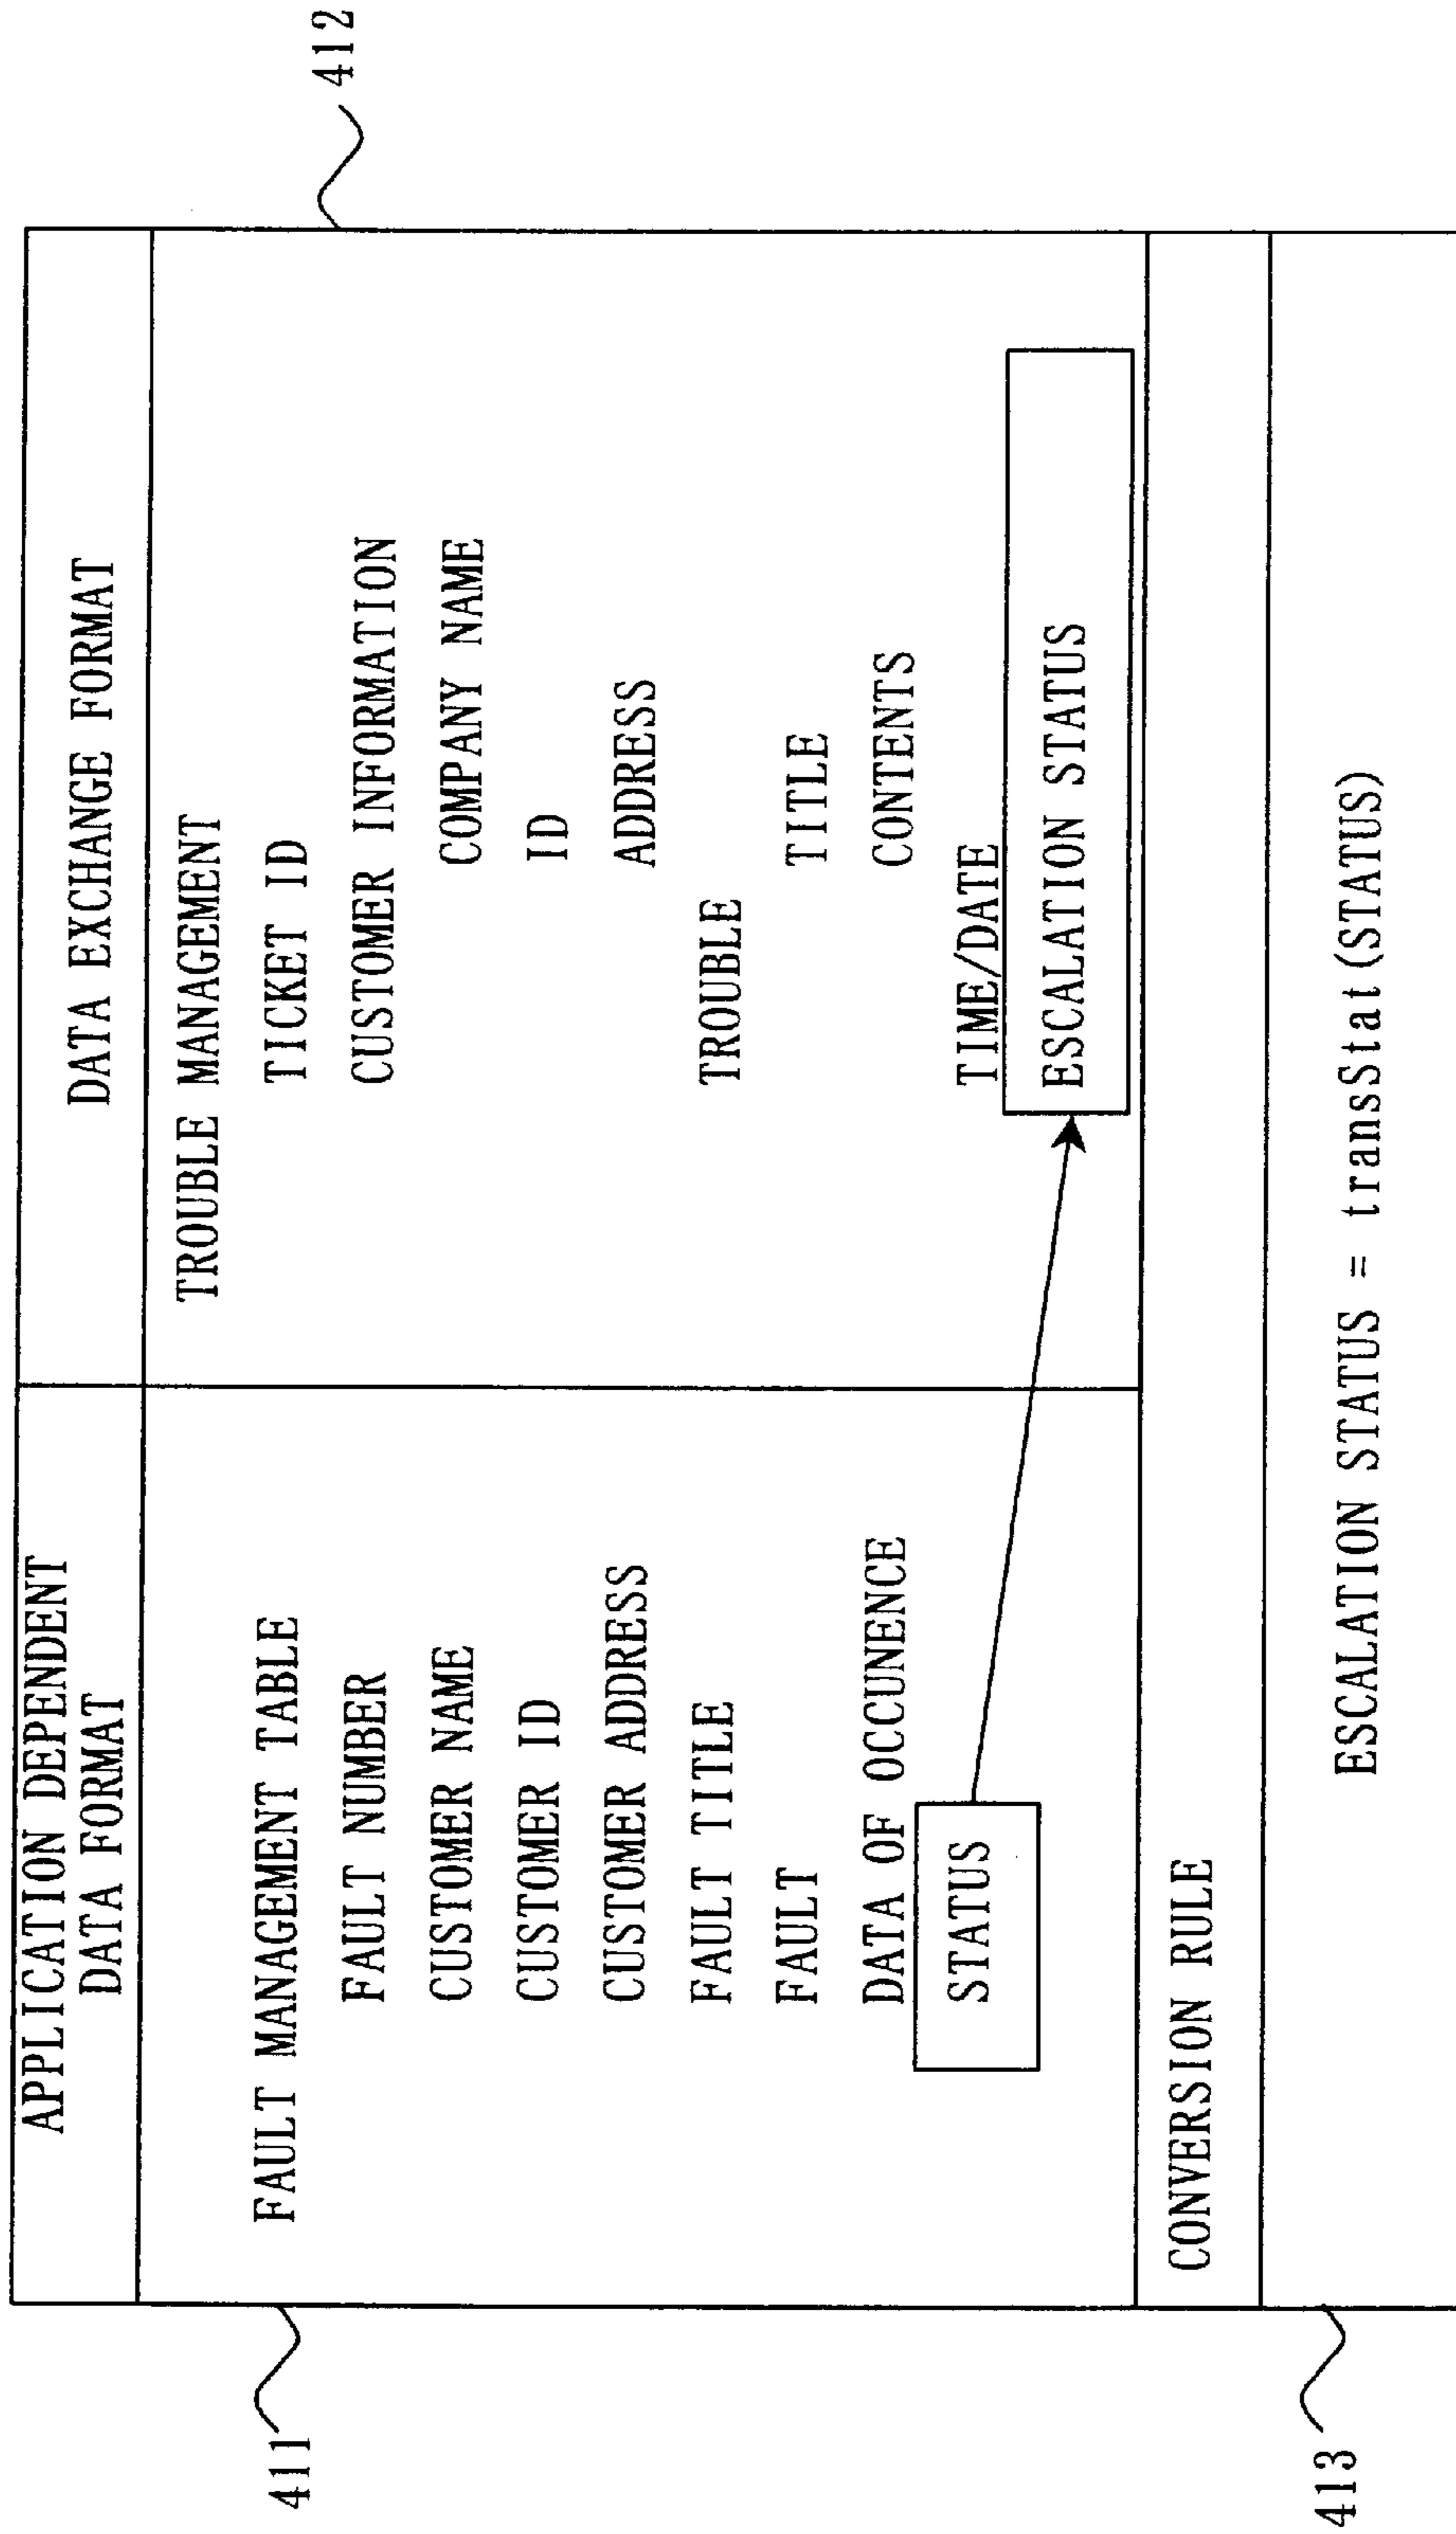 APPLICATION DEPENDENT
DATA FORMAT
DATA EXCHANGE FORMAT
411
FAULT MANAGEMENT TABLE
FAULT NUMBER
CUSTOMER NAME
CUSTOMER ID
CUSTOMER ADDRESS
FAULT TITLE
FAULT
DATA OF OCCUNENCE
STATUS
412
TROUBLE MANAGEMENT
TICKET ID
CUSTOMER INFORMATION
COMPANY NAME
ID
ADDRESS
TROUBLE
TITLE
CONTENTS
TIME/DATE
ESCALATION STATUS
CONVERSION RULE
413
ESCALATION STATUS = transStat(STATUS)